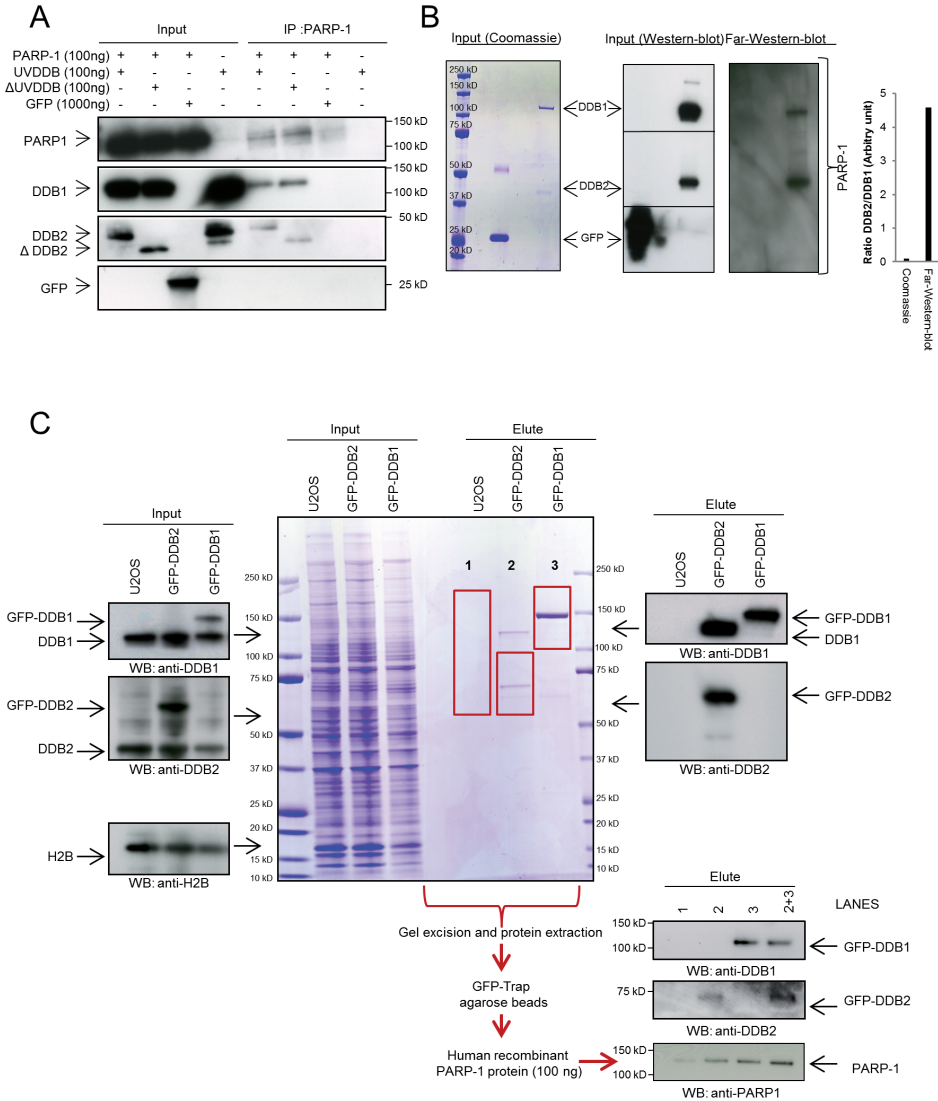 A
Input
IP :PARP-1
PARP-1 (100ng) + + + - + + + -
UVDDB (100ng) + - - + + - - +
ΔUVDDB (100ng) - + - - - + - -
GFP (1000ng) - - + - - - + -
PARP1
150 kD
100 kD
DDB1
150 kD
100 kD
DDB2
Δ DDB2
50 kD
GFP
25 kD
B
Input (Coomassie)
Input (Western-blot)
Far-Western-blot
250 kD
150 kD
100 kD
75 kD
50 kD
37 kD
25 kD
20 kD
DDB1
DDB2
GFP
PARP-1
Ratio DDB2/DDB1 (Arbitry unit)
5
4
3
2
1
0
Coomassie
Far-Western-blot
C
Input
U2OS
GFP-DDB2
GFP-DDB1
GFP-DDB1
DDB1
WB: anti-DDB1
GFP-DDB2
DDB2
WB: anti-DDB2
H2B
WB: anti-H2B
Input
Elute
U2OS
GFP-DDB2
GFP-DDB1
U2OS
GFP-DDB2
GFP-DDB1
1
2
3
250 kD
150 kD
100 kD
75 kD
50 kD
37 kD
25 kD
20 kD
15 kD
10 kD
250 kD
150 kD
100 kD
75 kD
50 kD
37 kD
25 kD
20 kD
15 kD
10 kD
Elute
U2OS
GFP-DDB2
GFP-DDB1
GFP-DDB1
DDB1
WB: anti-DDB1
GFP-DDB2
WB: anti-DDB2
Gel excision and protein extraction
GFP-Trap
agarose beads
Human recombinant
PARP-1 protein (100 ng)
Elute
1
2
3
2+3
LANES
150 kD
100 kD
GFP-DDB1
WB: anti-DDB1
75 kD
GFP-DDB2
WB: anti-DDB2
150 kD
100 kD
PARP-1
WB: anti-PARP1